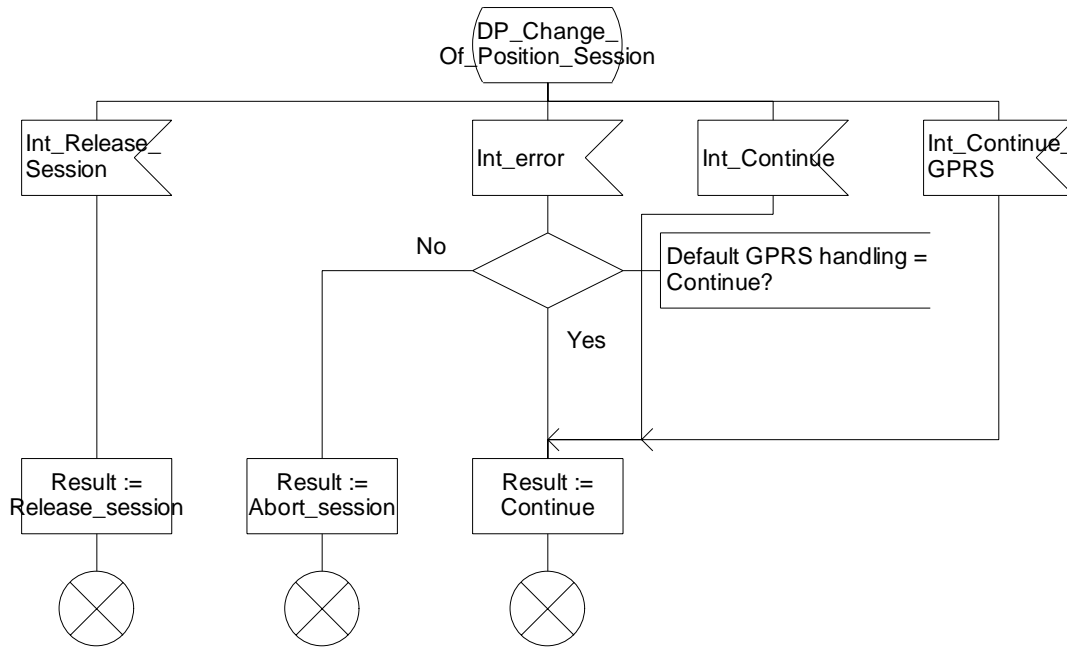 DP_Change_
Of_Position_Session
Int_Release_
Session
Int_error
Int_Continue
Int_Continue_
GPRS
No
Default GPRS handling =
Continue?
Yes
Result :=
Release_session
Result :=
Abort_session
Result :=
Continue